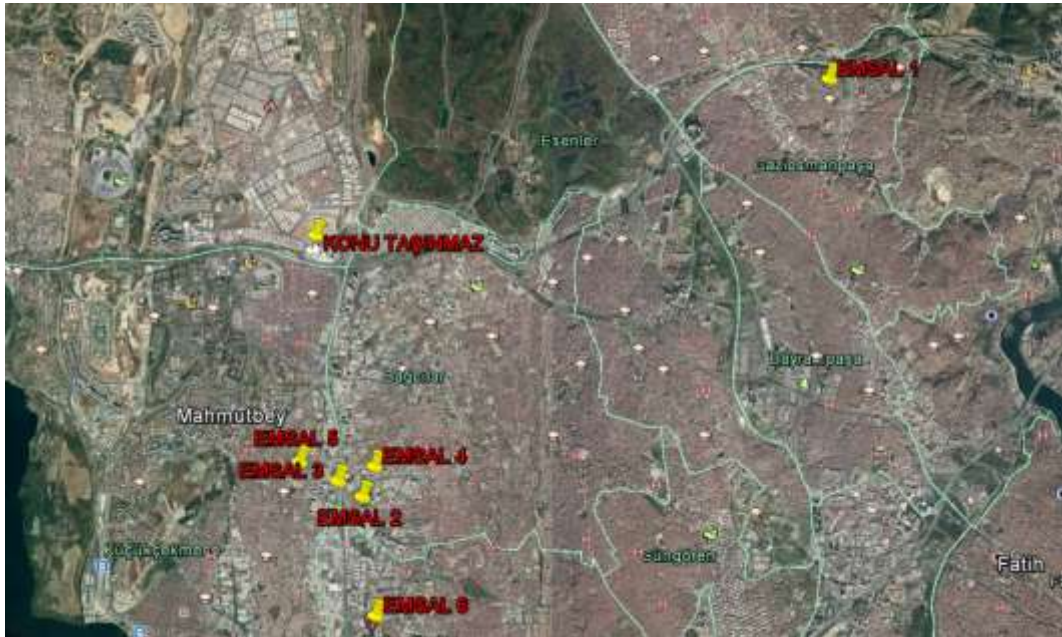 EMSAL 1
Esenler
Gaziosmanpaşa
KONU TAŞINMAZ
Bayrampaşa
Bağcılar
Mahmutbey
EMSAL 5
EMSAL 4
EMSAL 3
EMSAL 2
Küçükçekmece
Güngören
Fatih
EMSAL 6